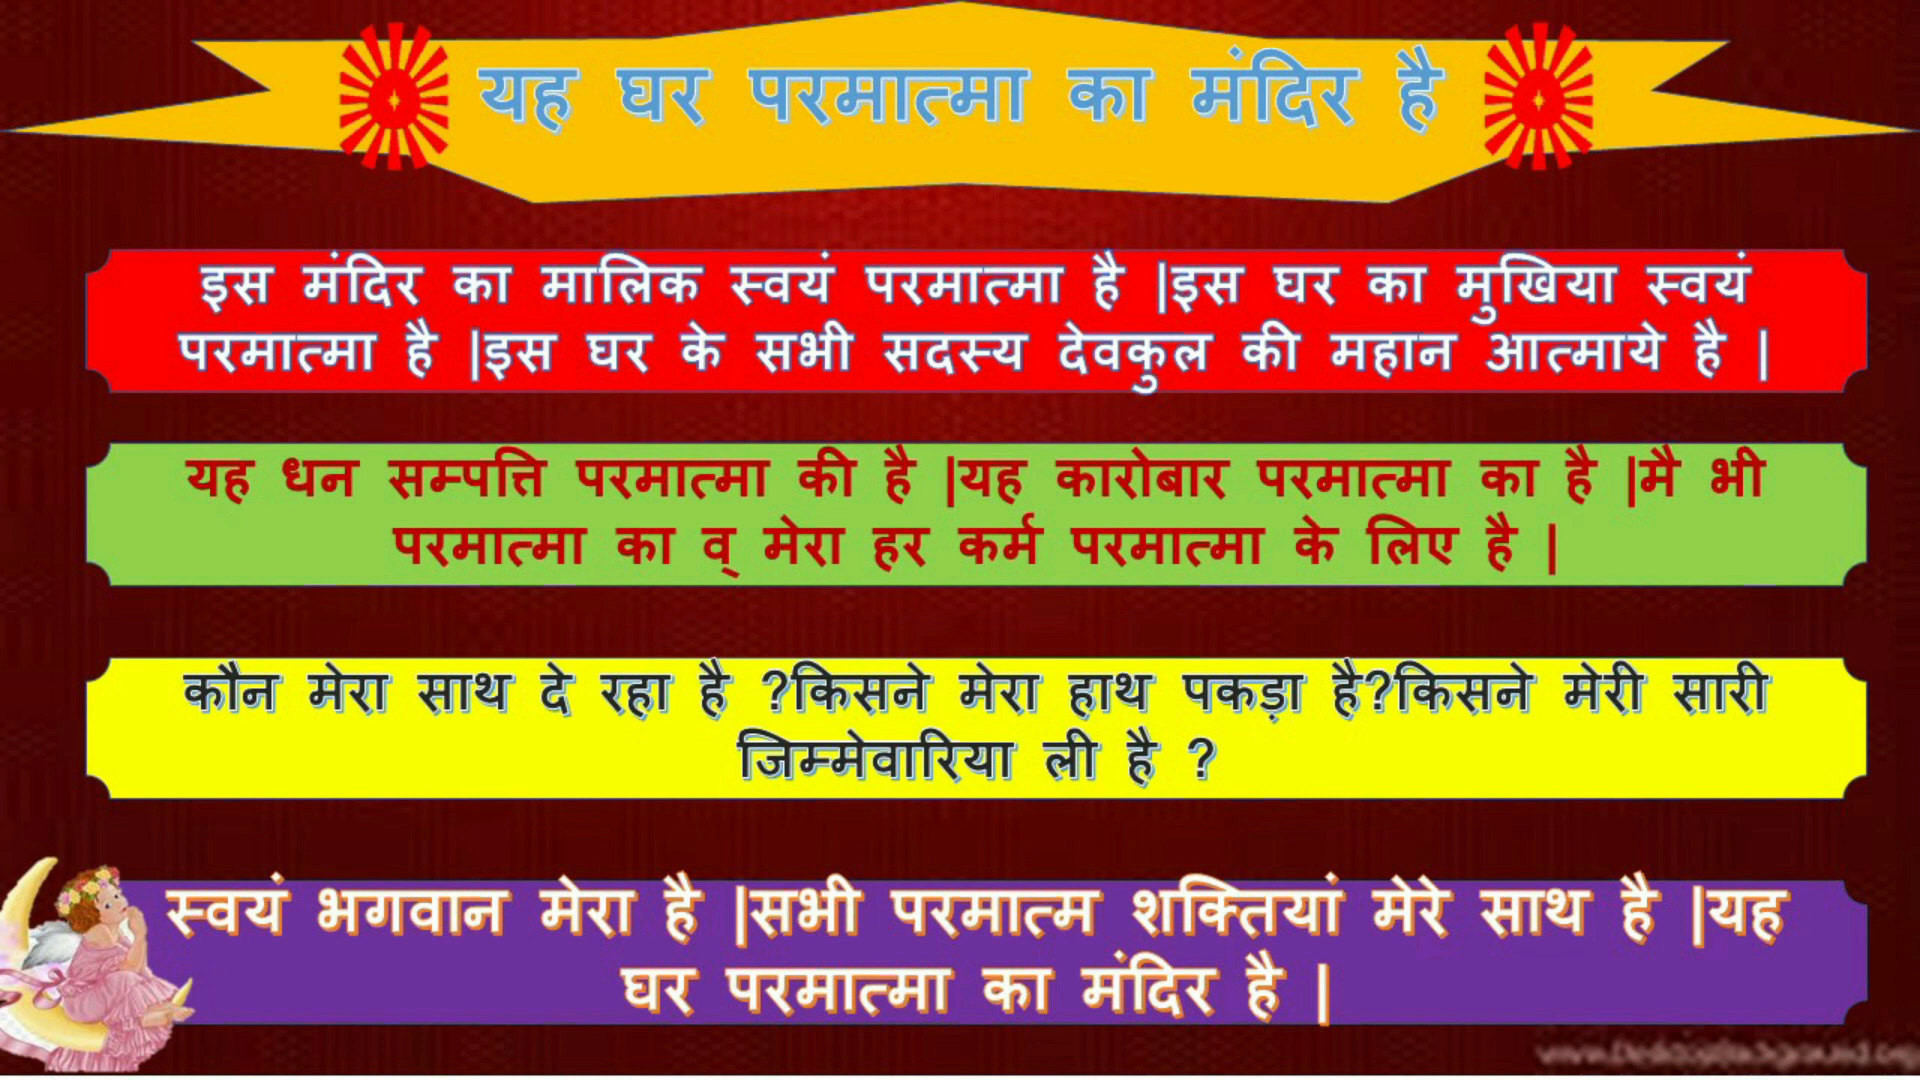 यह घर परमात्मा का मंदिर है
इस मंदिर का मालिक स्वयं परमात्मा है |इस घर का मुखिया स्वयं
परमात्मा है |इस घर के सभी सदस्य देवकुल की महान आत्माये है |
यह धन सम्पत्ति परमात्मा की है |यह कारोबार परमात्मा का है |मै भी
परमात्मा का व् मेरा हर कर्म परमात्मा के लिए है |
कौन मेरा साथ दे रहा है ?किसने मेरा हाथ पकड़ा है?किसने मेरी सारी
जिम्मेवारिया ली है ?
स्वयं भगवान मेरा है |सभी परमात्म शक्तियां मेरे साथ है |यह
घर परमात्मा का मंदिर है |